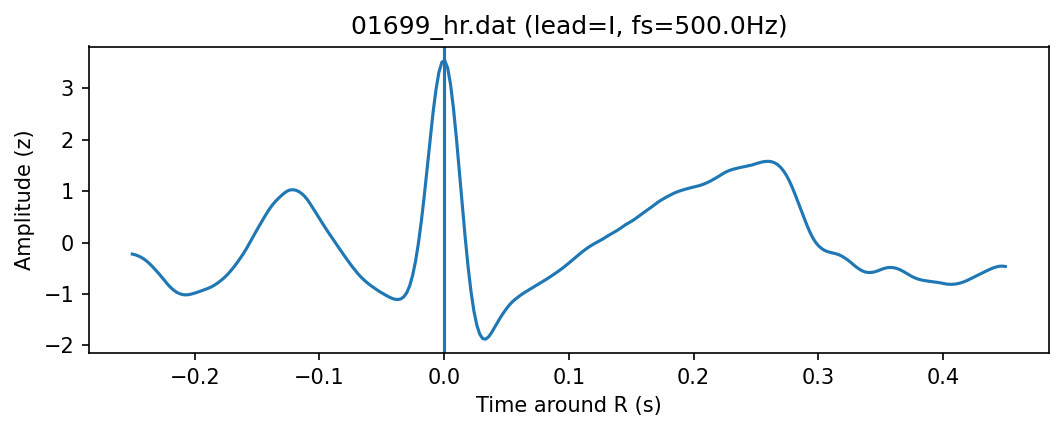 01699_hr.dat (lead=I, fs=500.0Hz)
Amplitude (z)
3
2
1
0
−1
−2
−0.2 −0.1 0.0 0.1 0.2 0.3 0.4
Time around R (s)